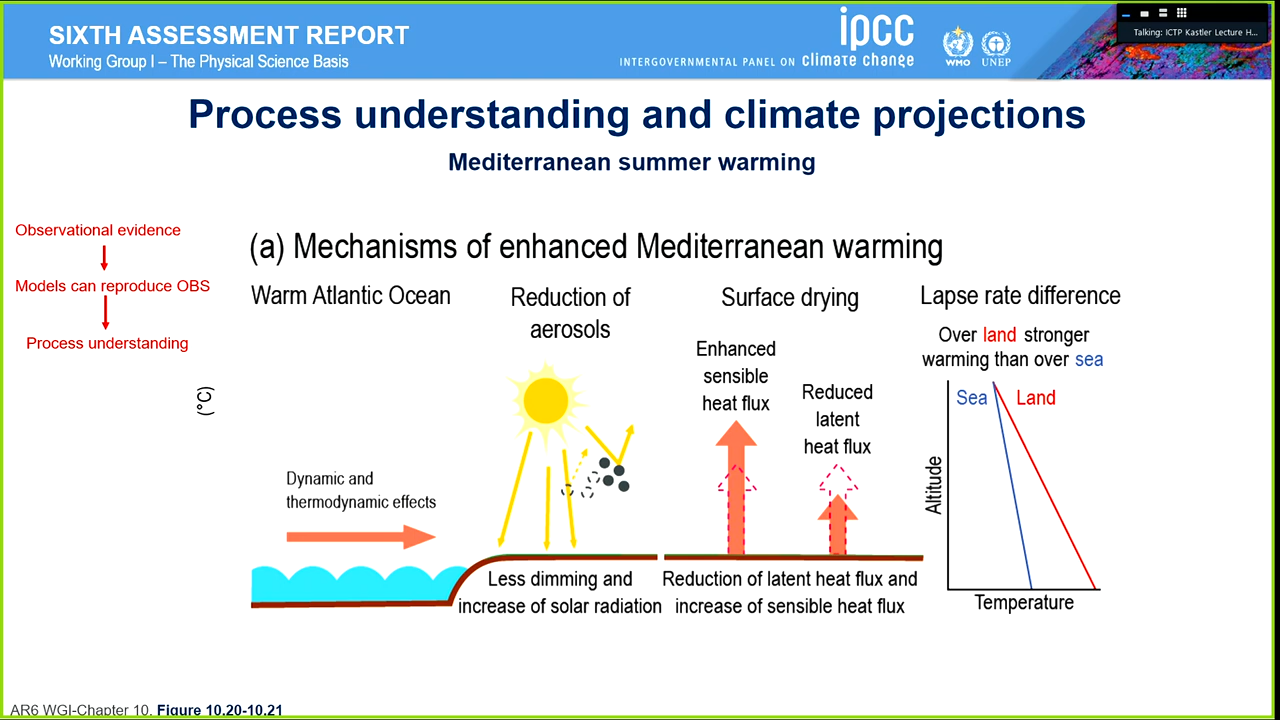 SIXTH ASSESSMENT REPORT
Working Group I – The Physical Science Basis
INTERGOVERNMENTAL PANEL ON climate change
ipcc
WMO
UNEP
Talking: ICTP Kastler Lecture H...
Process understanding and climate projections
Mediterranean summer warming
Observational evidence
Models can reproduce OBS
Process understanding
(°C)
(a) Mechanisms of enhanced Mediterranean warming
Warm Atlantic Ocean
Dynamic and
thermodynamic effects
Reduction of
aerosols
Less dimming and
increase of solar radiation
Surface drying
Enhanced
sensible
heat flux
Reduced
latent
heat flux
Reduction of latent heat flux and
increase of sensible heat flux
Lapse rate difference
Over land stronger
warming than over sea
Sea
Land
Altitude
Temperature
AR6 WGI-Chapter 10, Figure 10.20-10.21